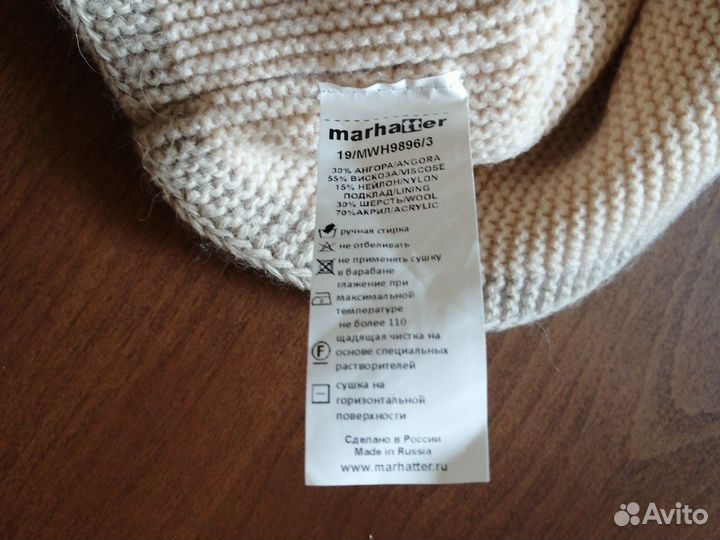 marhatter
19/MWH9896/3
30% АНГОРА/ANGORA
55% ВИСКОЗА/VISCOSE
15% НЕЙЛОН/NYLON
ПОДКЛАД/LINING
30% ШЕРСТЬ/WOOL
70%АКРИЛ/ACRYLIC
ручная стирка
не отбеливать
не применять сушку
в барабане
глажение при
максимальной
температуре
не более 110
щадящая чистка на
F основе специальных
растворителей
сушка на
горизонтальной
поверхности
Сделано в России
Made in Russia
www.marhatter.ru
Avito